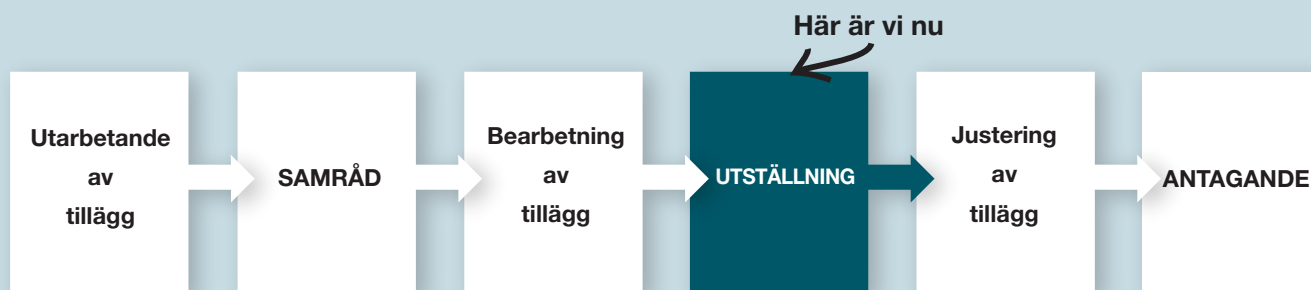 Här är vi nu
Utarbetande
av
tillägg
SAMRÅD
Bearbetning
av
tillägg
UTSTÄLLNING
Justering
av
tillägg
ANTAGANDE